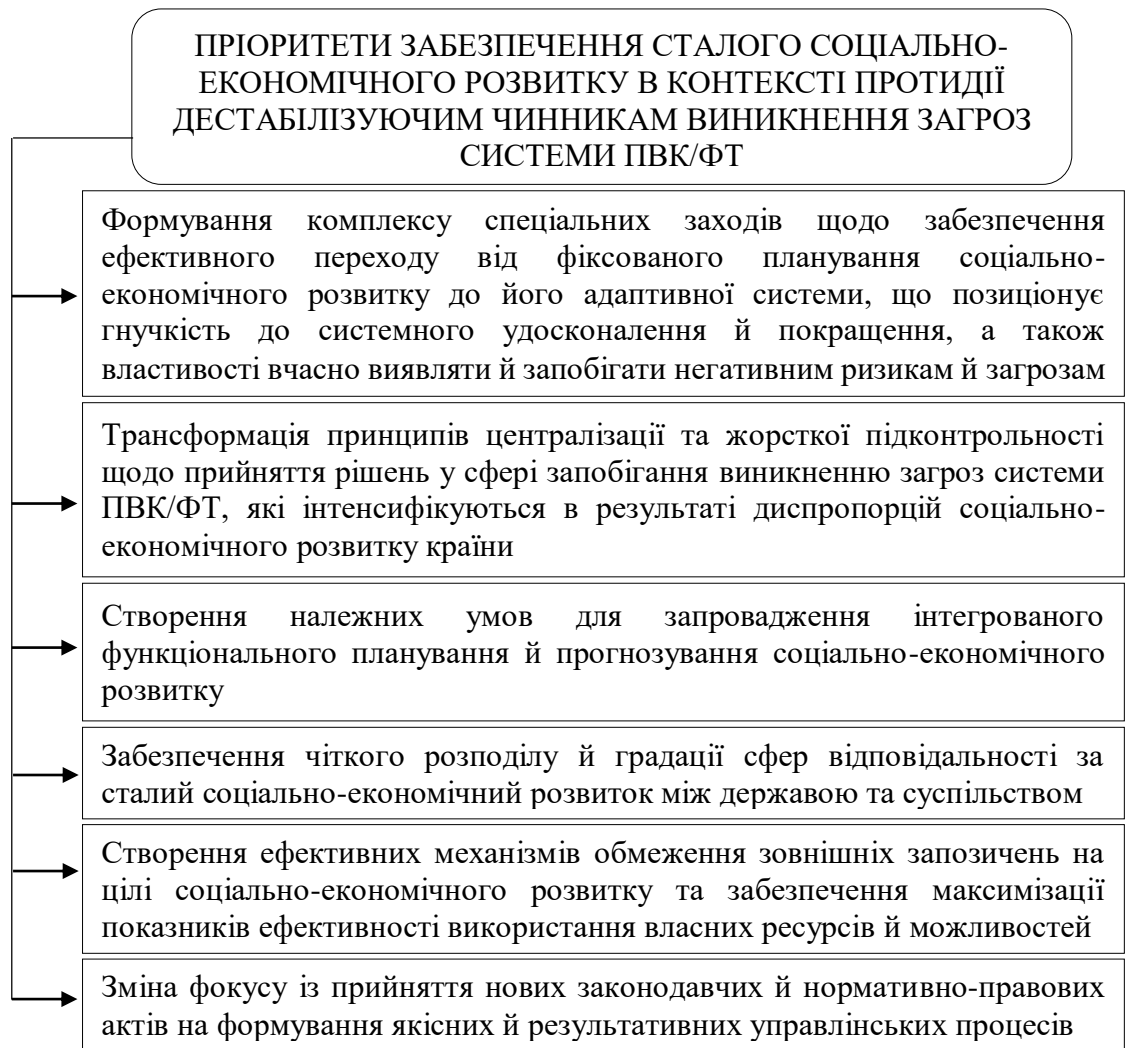 ПРІОРИТЕТИ ЗАБЕЗПЕЧЕННЯ СТАЛОГО СОЦІАЛЬНО-
ЕКОНОМІЧНОГО РОЗВИТКУ В КОНТЕКСТІ ПРОТИДІЇ
ДЕСТАБІЛІЗУЮЧИМ ЧИННИКАМ ВИНИКНЕННЯ ЗАГРОЗ
СИСТЕМИ ПВК/ФТ
Формування комплексу спеціальних заходів щодо забезпечення
ефективного переходу від фіксованого планування соціально-
економічного розвитку до його адаптивної системи, що позиціонує
гнучкість до системного удосконалення й покращення, а також
властивості вчасно виявляти й запобігати негативним ризикам й загрозам
Трансформація принципів централізації та жорсткої підконтрольності
щодо прийняття рішень у сфері запобігання виникненню загроз системи
ПВК/ФТ, які інтенсифікуються в результаті диспропорцій соціально-
економічного розвитку країни
Створення належних умов для запровадження інтегрованого
функціонального планування й прогнозування соціально-економічного
розвитку
Забезпечення чіткого розподілу й градації сфер відповідальності за
сталий соціально-економічний розвиток між державою та суспільством
Створення ефективних механізмів обмеження зовнішніх запозичень на
цілі соціально-економічного розвитку та забезпечення максимізації
показників ефективності використання власних ресурсів й можливостей
Зміна фокусу із прийняття нових законодавчих й нормативно-правових
актів на формування якісних й результативних управлінських процесів